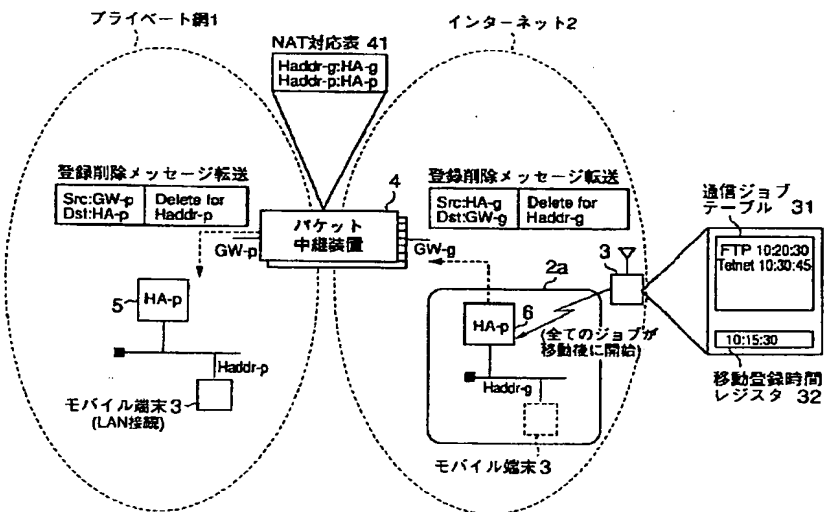 プライベート網1
インターネット2
NAT対応表 41
Haddr-g:HA-g
Haddr-p:HA-p
登録削除メッセージ転送
Src:GW-p
Dst:HA-p
Delete for
Haddr-p
4
パケット
中継装置
GW-p
GW-g
登録削除メッセージ転送
Src:HA-g
Dst:GW-g
Delete for
Haddr-g
通信ジョブ
テーブル 31
FTP 10:20:30
Telnet 10:30:45
10:15:30
移動登録時間
レジスタ 32
2a
3
5
HA-p
Haddr-p
モバイル端末3
(LAN接続)
HA-p
6
(全てのジョブが
移動後に開始)
Haddr-g
モバイル端末3